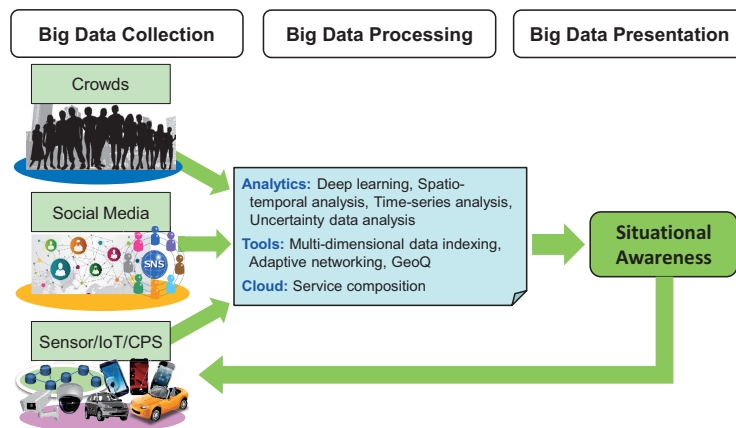 Big Data Collection
Big Data Processing
Big Data Presentation
Crowds
Social Media
SNS
Sensor/IoT/CPS
Analytics: Deep learning, Spatio-
temporal analysis, Time-series analysis,
Uncertainty data analysis
Tools: Multi-dimensional data indexing,
Adaptive networking, GeoQ
Cloud: Service composition
Situational
Awareness